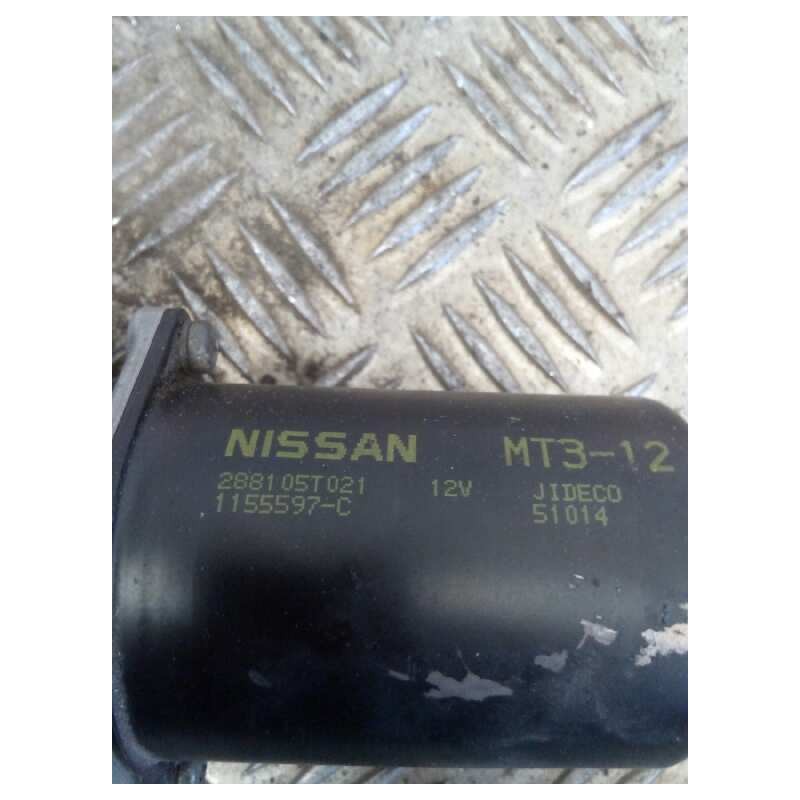 NISSAN MT3-12
288105T021 12V JIDECO
1155597-C 51014